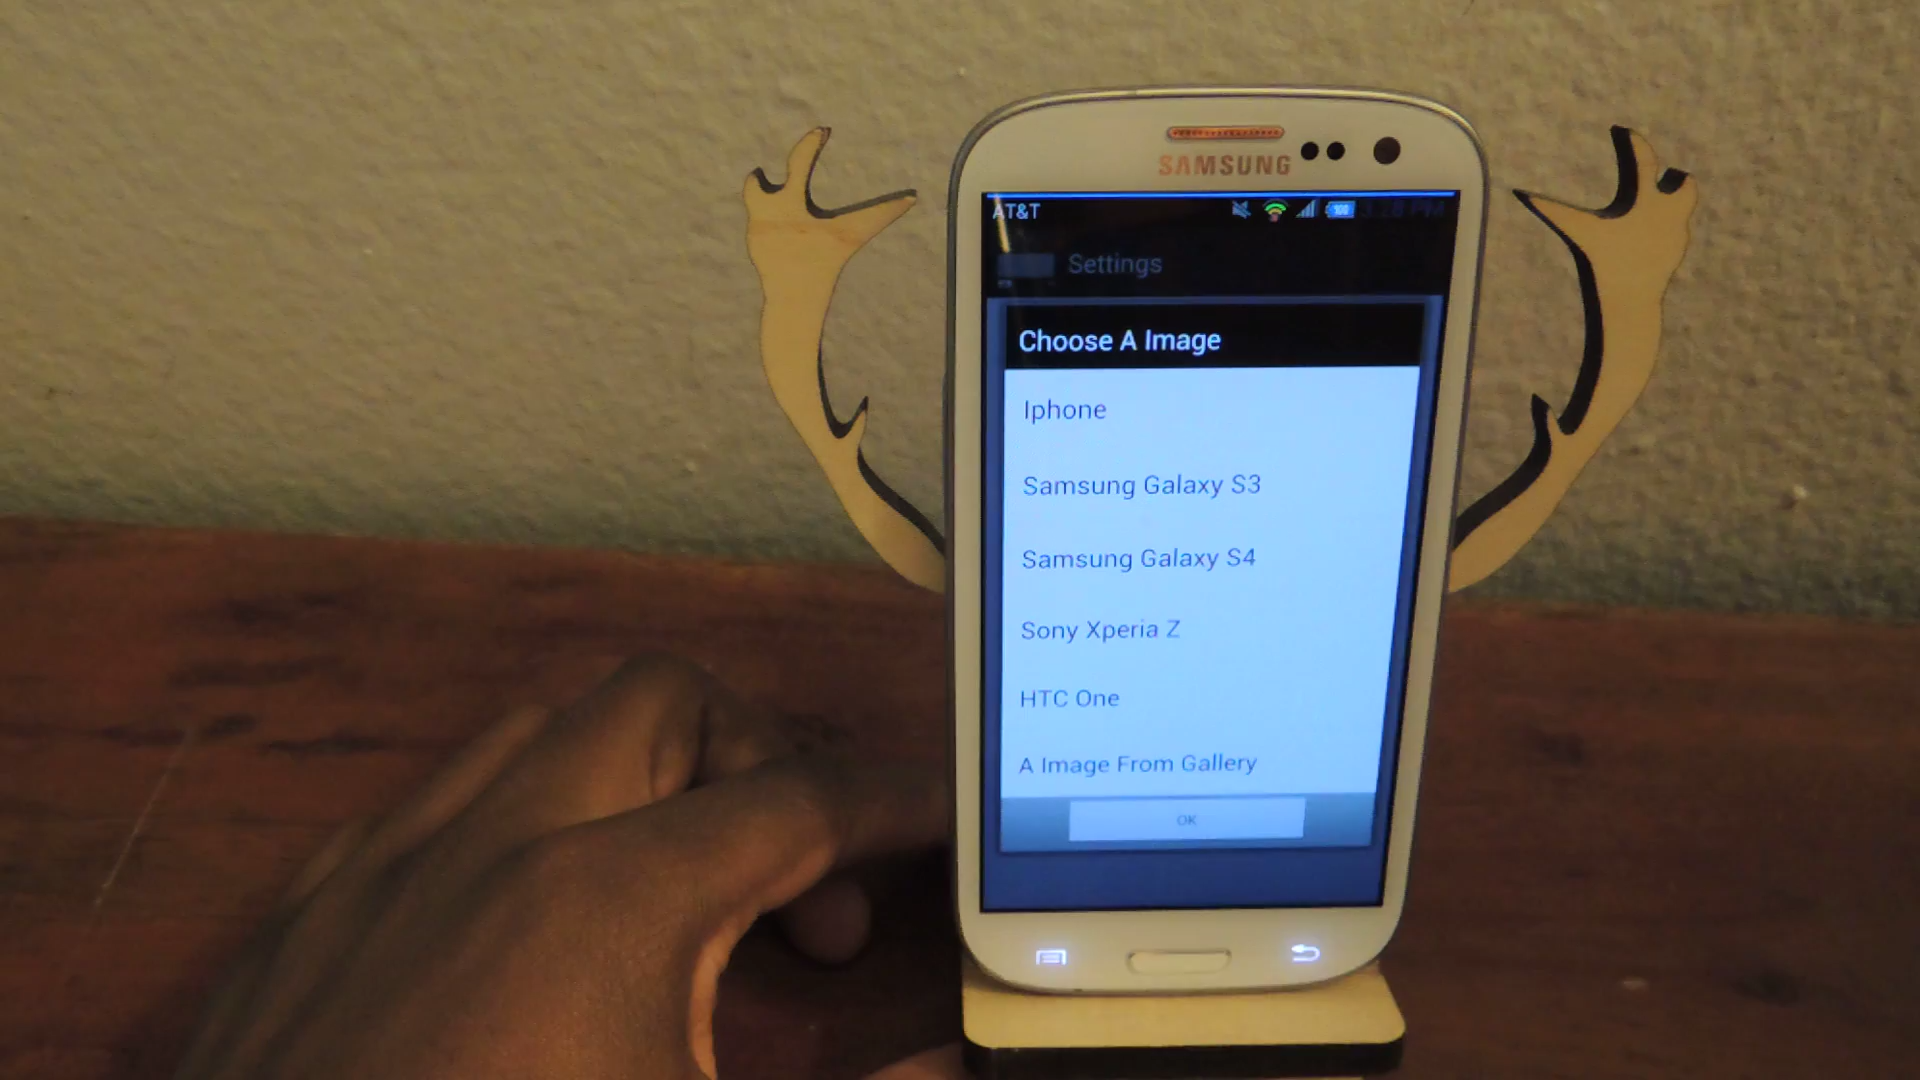 SAMSUNG
AT&T
100
Settings
Choose A Image
Iphone
Samsung Galaxy S3
Samsung Galaxy S4
Sony Xperia Z
HTC One
A Image From Gallery
OK